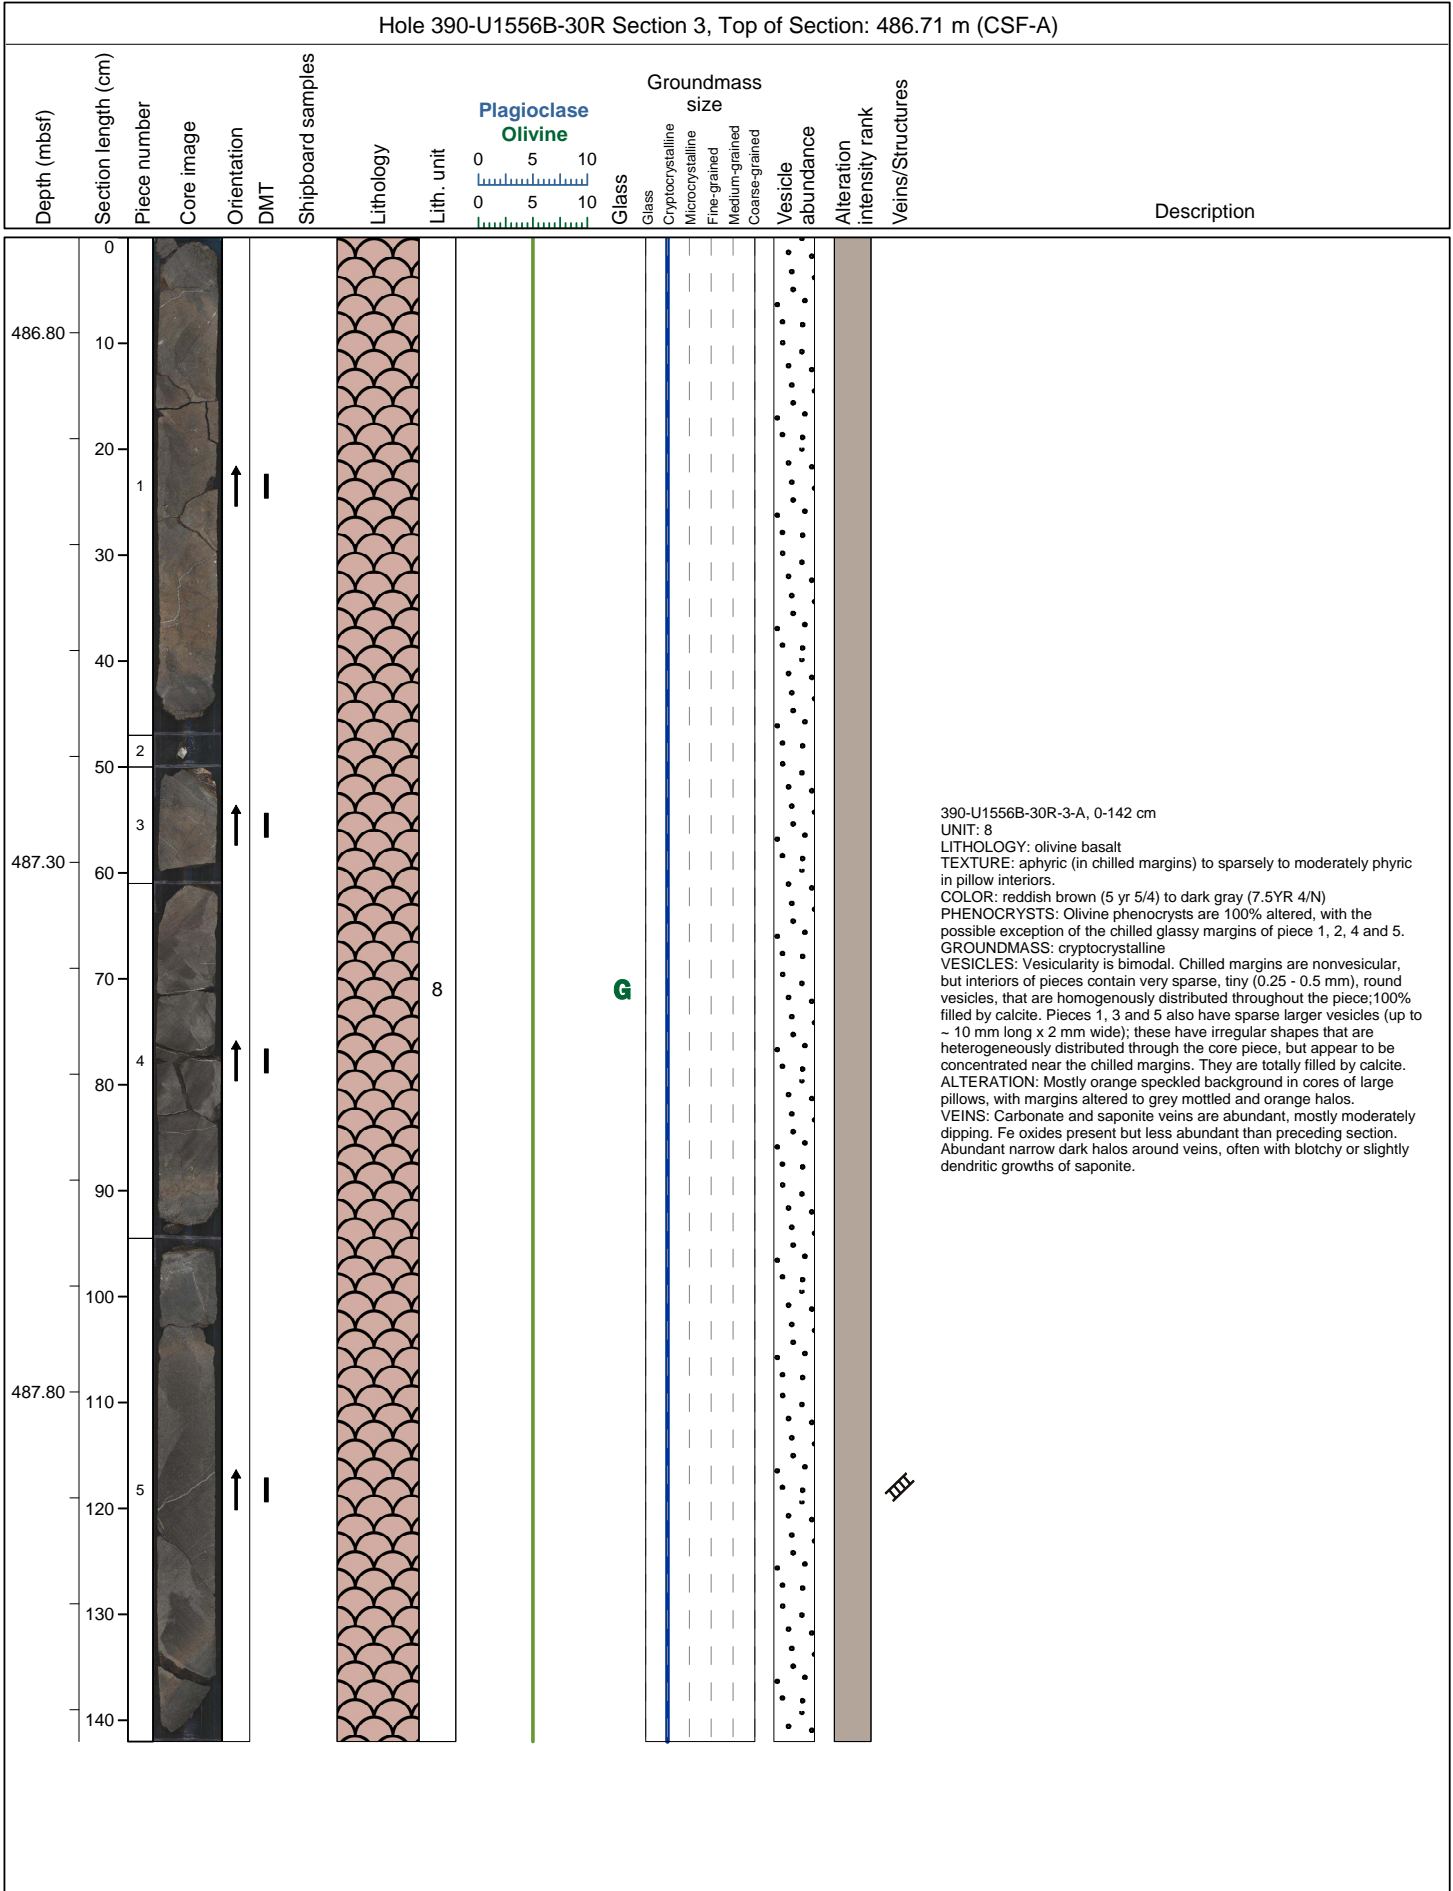 Hole 390-U1556B-30R Section 3, Top of Section: 486.71 m (CSF-A)
Depth (mbsf)
Section length (cm)
Piece number
Core image
Orientation
DMT
Shipboard samples
Lithology
Lith. unit
Plagioclase
Olivine
0 5 10
0 5 10
Glass
Groundmass
size
Glass
Cryptocrystalline
Microcrystalline
Fine-grained
Medium-grained
Coarse-grained
Vesicle
abundance
Alteration
intensity rank
Veins/Structures
Description
0
486.80
10
20
1
30
40
2
50
3
487.30
60
70
8
G
4
80
90
100
487.80
110
5
120
130
140
390-U1556B-30R-3-A, 0-142 cm
UNIT: 8
LITHOLOGY: olivine basalt
TEXTURE: aphyric (in chilled margins) to sparsely to moderately phyric
in pillow interiors.
COLOR: reddish brown (5 yr 5/4) to dark gray (7.5YR 4/N)
PHENOCRYSTS: Olivine phenocrysts are 100% altered, with the
possible exception of the chilled glassy margins of piece 1, 2, 4 and 5.
GROUNDMASS: cryptocrystalline
VESICLES: Vesicularity is bimodal. Chilled margins are nonvesicular,
but interiors of pieces contain very sparse, tiny (0.25 - 0.5 mm), round
vesicles, that are homogenously distributed throughout the piece;100%
filled by calcite. Pieces 1, 3 and 5 also have sparse larger vesicles (up to
~ 10 mm long x 2 mm wide); these have irregular shapes that are
heterogeneously distributed through the core piece, but appear to be
concentrated near the chilled margins. They are totally filled by calcite.
ALTERATION: Mostly orange speckled background in cores of large
pillows, with margins altered to grey mottled and orange halos.
VEINS: Carbonate and saponite veins are abundant, mostly moderately
dipping. Fe oxides present but less abundant than preceding section.
Abundant narrow dark halos around veins, often with blotchy or slightly
dendritic growths of saponite.